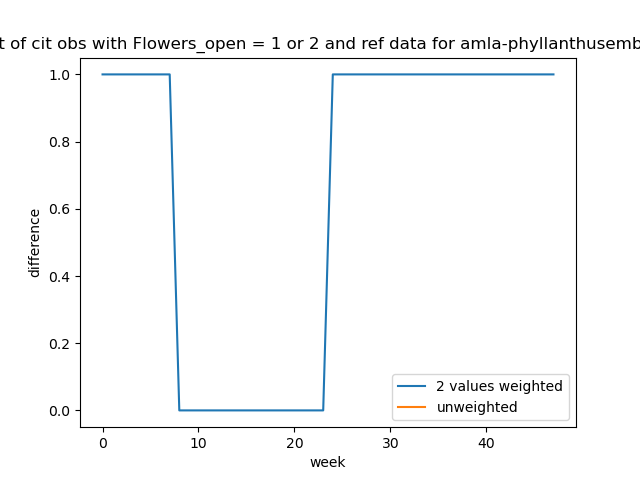 t of cit obs with Flowers_open = 1 or 2 and ref data for amla-phyllanthusemb
1.0
0.8
0.6
0.4
0.2
0.0
difference
2 values weighted
unweighted
0 10 20 30 40
week